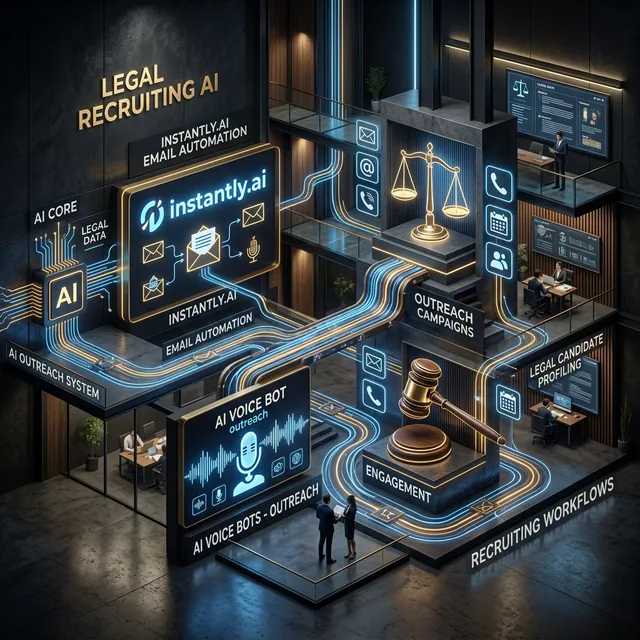 LEGAL
RECRUITING AI
INSTANTLY.AI
EMAIL AUTOMATION
instantly.ai
AI CORE
LEGAL
DATA
AI
INSTANTLY.AI
EMAIL AUTOMATION
AI OUTREACH SYSTEM
@
OUTREACH
CAMPAIGNS
LEGAL CANDIDATE
PROFILING
AI VOICE BOT
outreach
ENGAGEMENT
AI VOICE BOTS - OUTREACH
RECRUITING WORKFLOWS